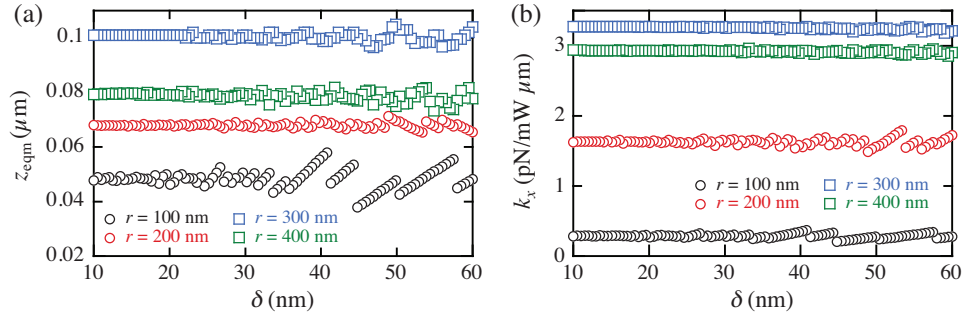 (a)
0.1
0.08
0.06
0.04
0.02
z_eqm (μm)
r = 100 nm
r = 200 nm
r = 300 nm
r = 400 nm
10 20 30 40 50 60
δ (nm)
(b)
3
2
1
0
k_x (pN/mW μm)
r = 100 nm
r = 200 nm
r = 300 nm
r = 400 nm
10 20 30 40 50 60
δ (nm)